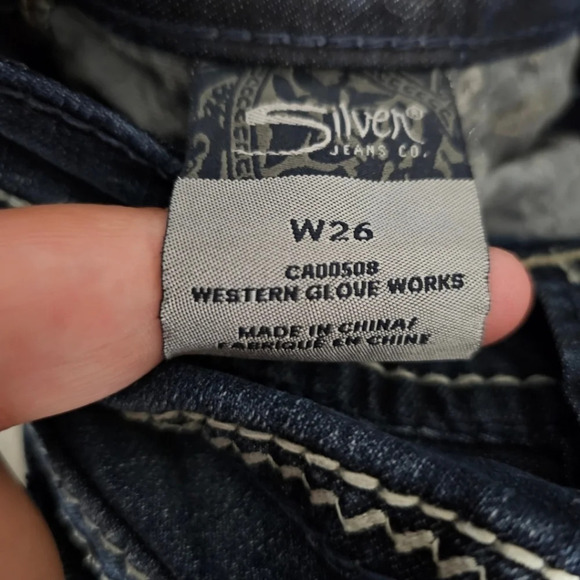 Silver®
JEANS CO.
W26
CA00508
WESTERN GLOVE WORKS
MADE IN CHINA/
FABRIQUÉ EN CHINE